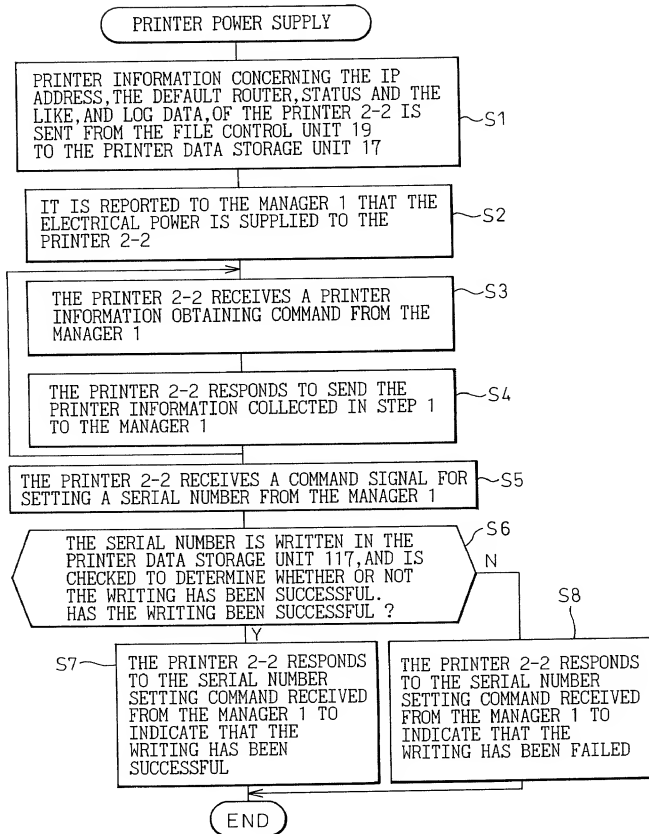 PRINTER POWER SUPPLY
PRINTER INFORMATION CONCERNING THE IP
ADDRESS,THE DEFAULT ROUTER,STATUS AND THE
LIKE,AND LOG DATA,OF THE PRINTER 2-2 IS
SENT FROM THE FILE CONTROL UNIT 19
TO THE PRINTER DATA STORAGE UNIT 17
S1
IT IS REPORTED TO THE MANAGER 1 THAT THE
ELECTRICAL POWER IS SUPPLIED TO THE
PRINTER 2-2
S2
THE PRINTER 2-2 RECEIVES A PRINTER
INFORMATION OBTAINING COMMAND FROM THE
MANAGER 1
S3
THE PRINTER 2-2 RESPONDS TO SEND THE
PRINTER INFORMATION COLLECTED IN STEP 1
TO THE MANAGER 1
S4
THE PRINTER 2-2 RECEIVES A COMMAND SIGNAL FOR
SETTING A SERIAL NUMBER FROM THE MANAGER 1
S5
S6
THE SERIAL NUMBER IS WRITTEN IN THE
PRINTER DATA STORAGE UNIT 117,AND IS
CHECKED TO DETERMINE WHETHER OR NOT
THE WRITING HAS BEEN SUCCESSFUL.
HAS THE WRITING BEEN SUCCESSFUL ?
N
Y
S7
THE PRINTER 2-2 RESPONDS
TO THE SERIAL NUMBER
SETTING COMMAND RECEIVED
FROM THE MANAGER 1 TO
INDICATE THAT THE
WRITING HAS BEEN
SUCCESSFUL
S8
THE PRINTER 2-2 RESPONDS
TO THE SERIAL NUMBER
SETTING COMMAND RECEIVED
FROM THE MANAGER 1 TO
INDICATE THAT THE
WRITING HAS BEEN FAILED
END